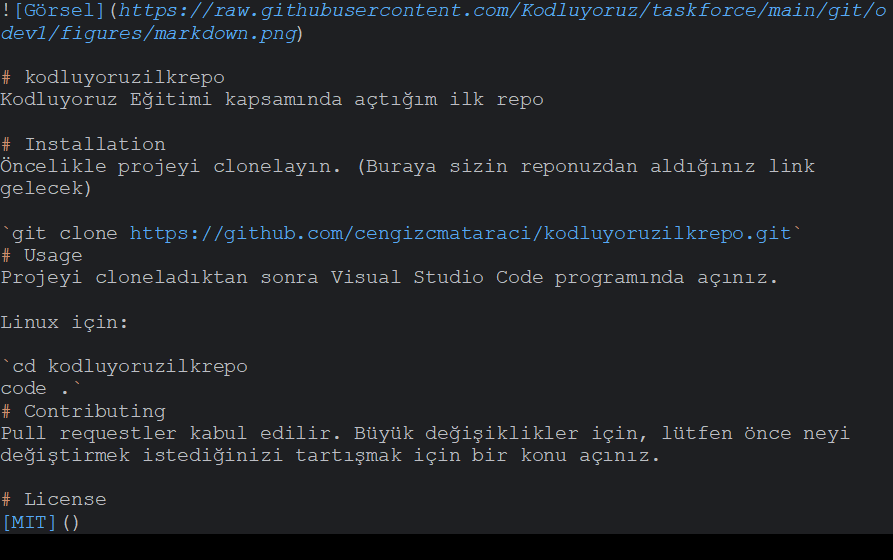 ![Görsel](https://raw.githubusercontent.com/Kodluyoruz/taskforce/main/git/o
dev1/figures/markdown.png)
# kodluyoruzilkrepo
Kodluyoruz Eğitimi kapsamında açtığım ilk repo
# Installation
Öncelikle projeyi clonelayın. (Buraya sizin reponuzdan aldığınız link
gelecek)
`git clone https://github.com/cengizcmataraci/kodluyoruzilkrepo.git`
# Usage
Projeyi cloneladıktan sonra Visual Studio Code programında açınız.
Linux için:
`cd kodluyoruzilkrepo
code .`
# Contributing
Pull requestler kabul edilir. Büyük değişiklikler için, lütfen önce neyi
değiştirmek istediğinizi tartışmak için bir konu açınız.
# License
[MIT]()